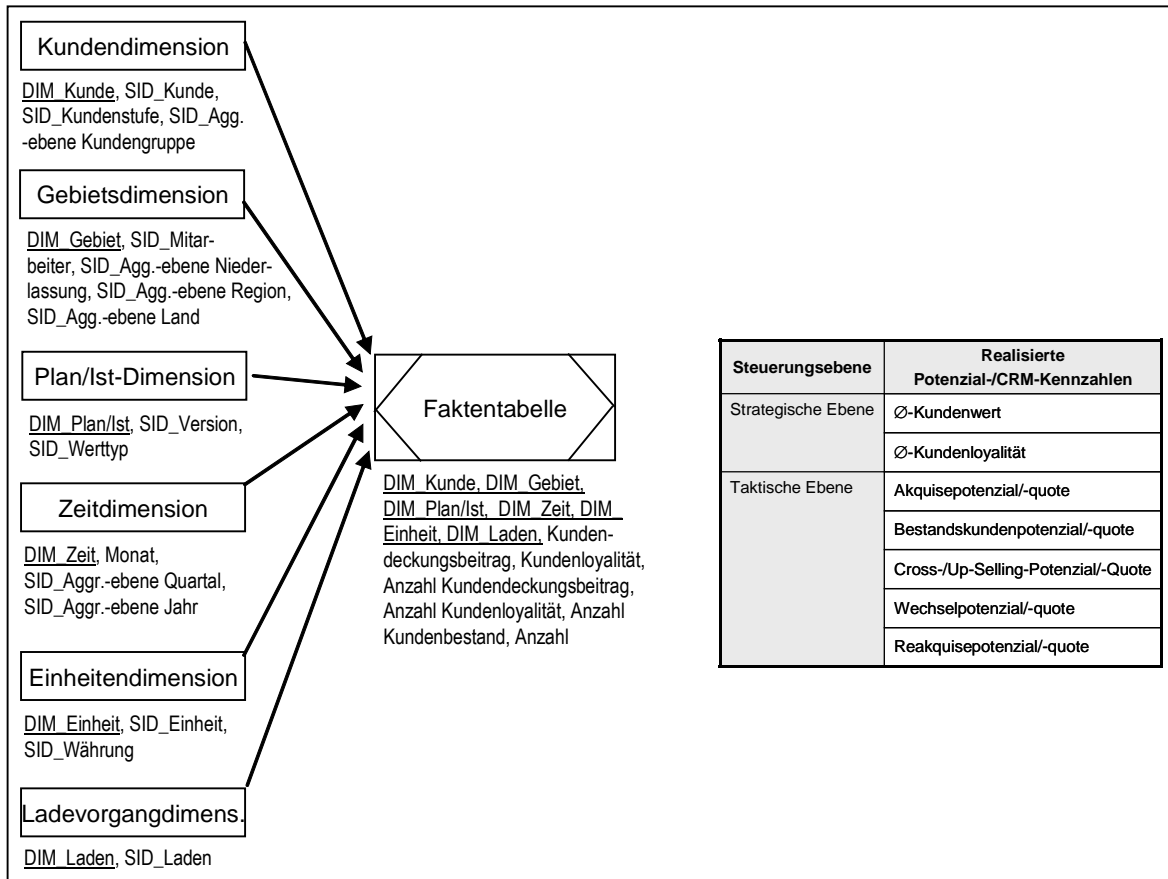 Kundendimension
DIM_Kunde, SID_Kunde,
SID_Kundenstufe, SID_Agg.
-ebene Kundengruppe
Gebietsdimension
DIM_Gebiet, SID_Mitar-
beiter, SID_Agg.-ebene Nieder-
lassung, SID_Agg.-ebene Region,
SID_Agg.-ebene Land
Plan/Ist-Dimension
DIM_Plan/Ist, SID_Version,
SID_Werttyp
Zeitdimension
DIM_Zeit, Monat,
SID_Aggr.-ebene Quartal,
SID_Aggr.-ebene Jahr
Einheitendimension
DIM_Einheit, SID_Einheit,
SID_Währung
Ladevorgangdimens.
DIM_Laden, SID_Laden
Faktentabelle
DIM_Kunde, DIM_Gebiet,
DIM_Plan/Ist, DIM_Zeit, DIM_
Einheit, DIM_Laden, Kunden-
deckungsbeitrag, Kundenloyalität,
Anzahl Kundendeckungsbeitrag,
Anzahl Kundenloyalität, Anzahl
Kundenbestand, Anzahl
Steuerungsebene
Realisierte
Potenzial-/CRM-Kennzahlen
Strategische Ebene
∅-Kundenwert
∅-Kundenloyalität
Taktische Ebene
Akquisepotenzial/-quote
Bestandskundenpotenzial/-quote
Cross-/Up-Selling-Potenzial/-Quote
Wechselpotenzial/-quote
Reakquisepotenzial/-quote